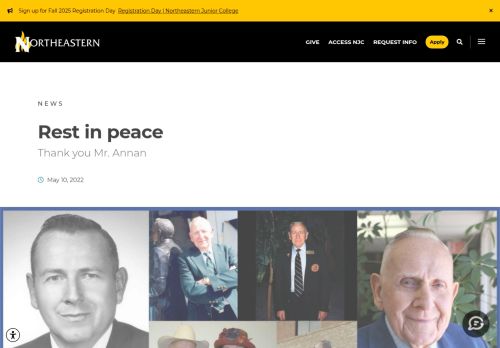 Sign up for Fall 2025 Registration Day Registration Day | Northeastern Junior College ×
NORTHEASTERN GIVE ACCESS NJC REQUEST INFO Apply
NEWS
Rest in peace
Thank you Mr. Annan
May 10, 2022